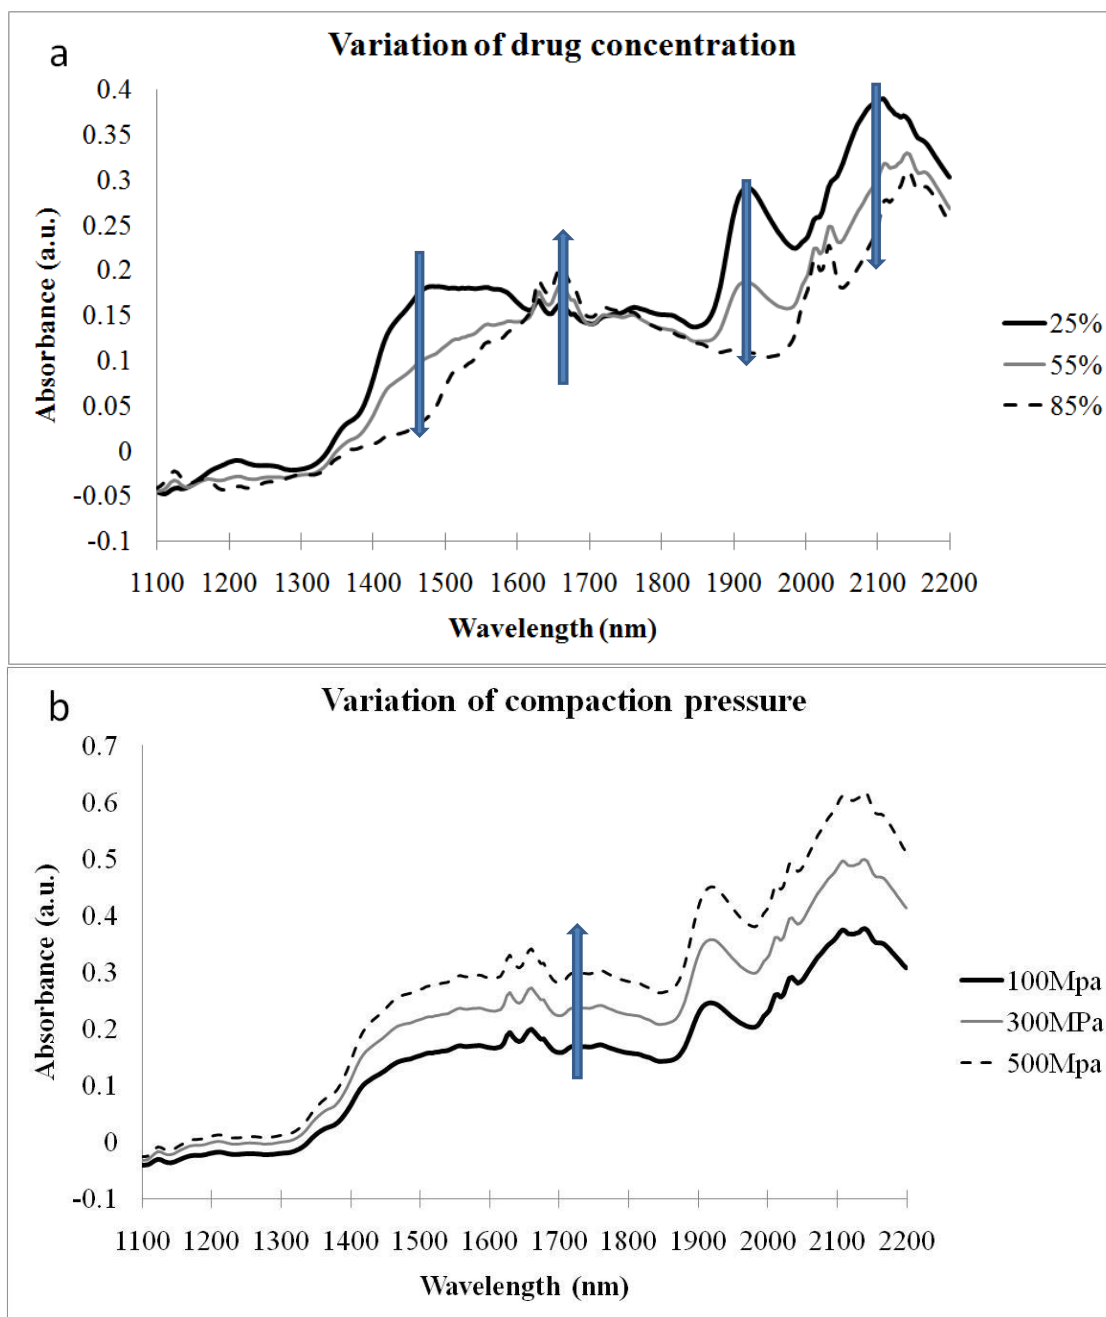 a
Variation of drug concentration
0.4
0.35
0.3
0.25
0.2
0.15
0.1
0.05
0
-0.05
-0.1
Absorbance (a.u.)
1100 1200 1300 1400 1500 1600 1700 1800 1900 2000 2100 2200
Wavelength (nm)
25%
55%
85%
b
Variation of compaction pressure
0.7
0.6
0.5
0.4
0.3
0.2
0.1
0
-0.1
Absorbance (a.u.)
1100 1200 1300 1400 1500 1600 1700 1800 1900 2000 2100 2200
Wavelength (nm)
100Mpa
300MPa
500Mpa